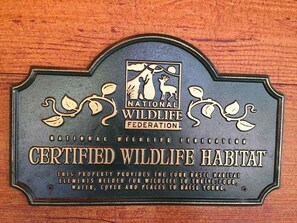 NATIONAL
WILDLIFE
FEDERATION
NATIONAL WILDLIFE FEDERATION
CERTIFIED WILDLIFE HABITAT
THIS PROPERTY PROVIDES THE FOUR BASIC HABITAT
ELEMENTS NEEDED FOR WILDLIFE TO THRIVE: FOOD,
WATER, COVER AND PLACES TO RAISE YOUNG.